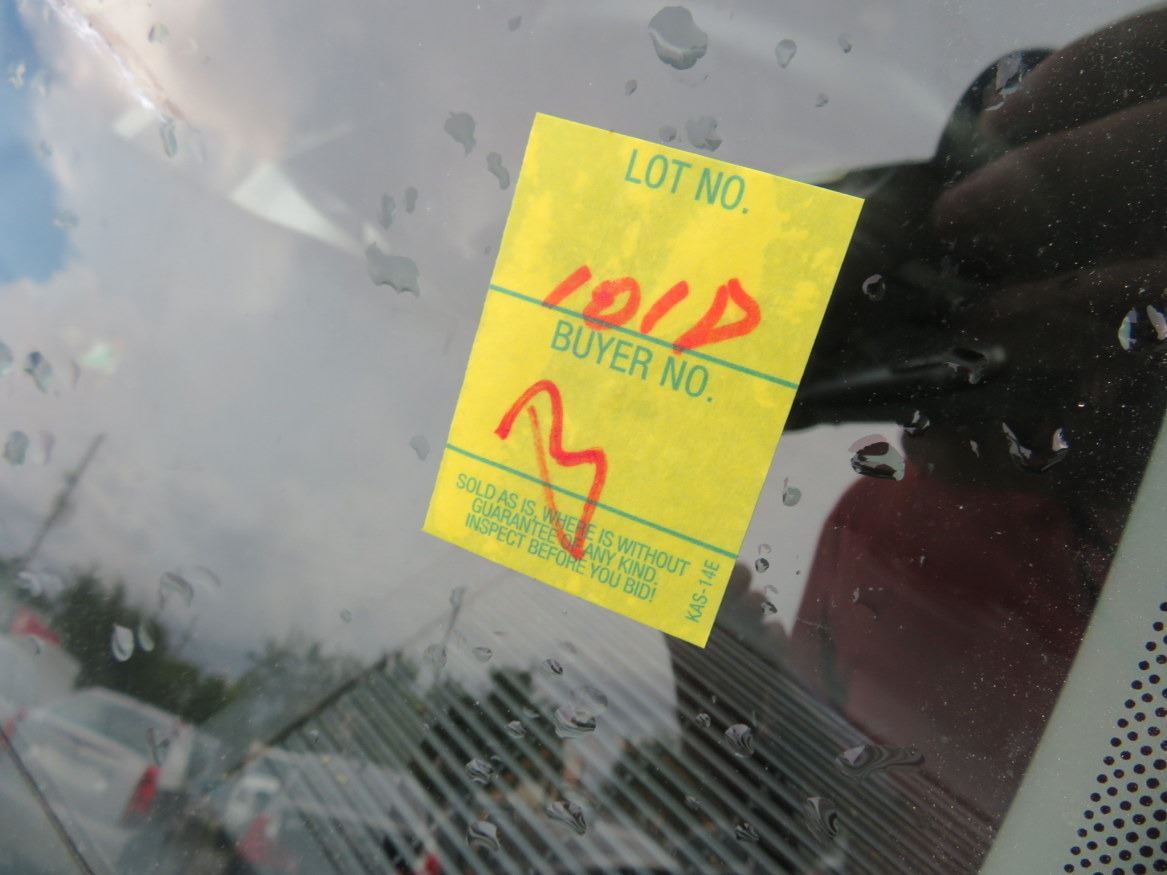 LOT NO.
101D
BUYER NO.
SOLD AS IS, WHERE IS WITHOUT
GUARANTEE OF ANY KIND.
INSPECT BEFORE YOU BID!
KAS-14E